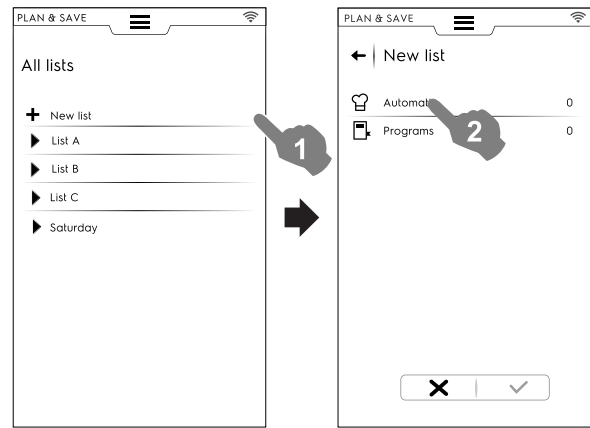 PLAN & SAVE
All lists
New list
List A
List B
List C
Saturday
1
PLAN & SAVE
New list
0
Programs 0
2